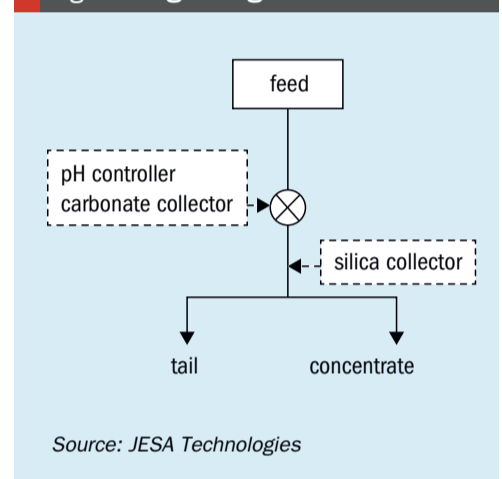 feed
pH controller
carbonate collector
silica collector
tail
concentrate
Source: JESA Technologies